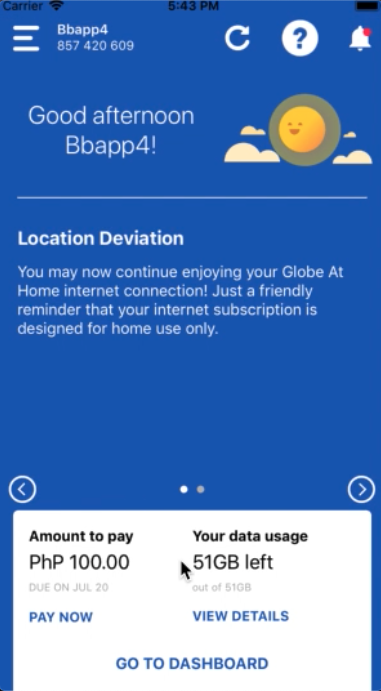 Carrier 5:43 PM
Bbapp4
857 420 609
?
Good afternoon
Bbapp4!
Location Deviation
You may now continue enjoying your Globe At
Home internet connection! Just a friendly
reminder that your internet subscription is
designed for home use only.
Amount to pay Your data usage
PhP 100.00 51GB left
DUE ON JUL 20 out of 51GB
PAY NOW VIEW DETAILS
GO TO DASHBOARD